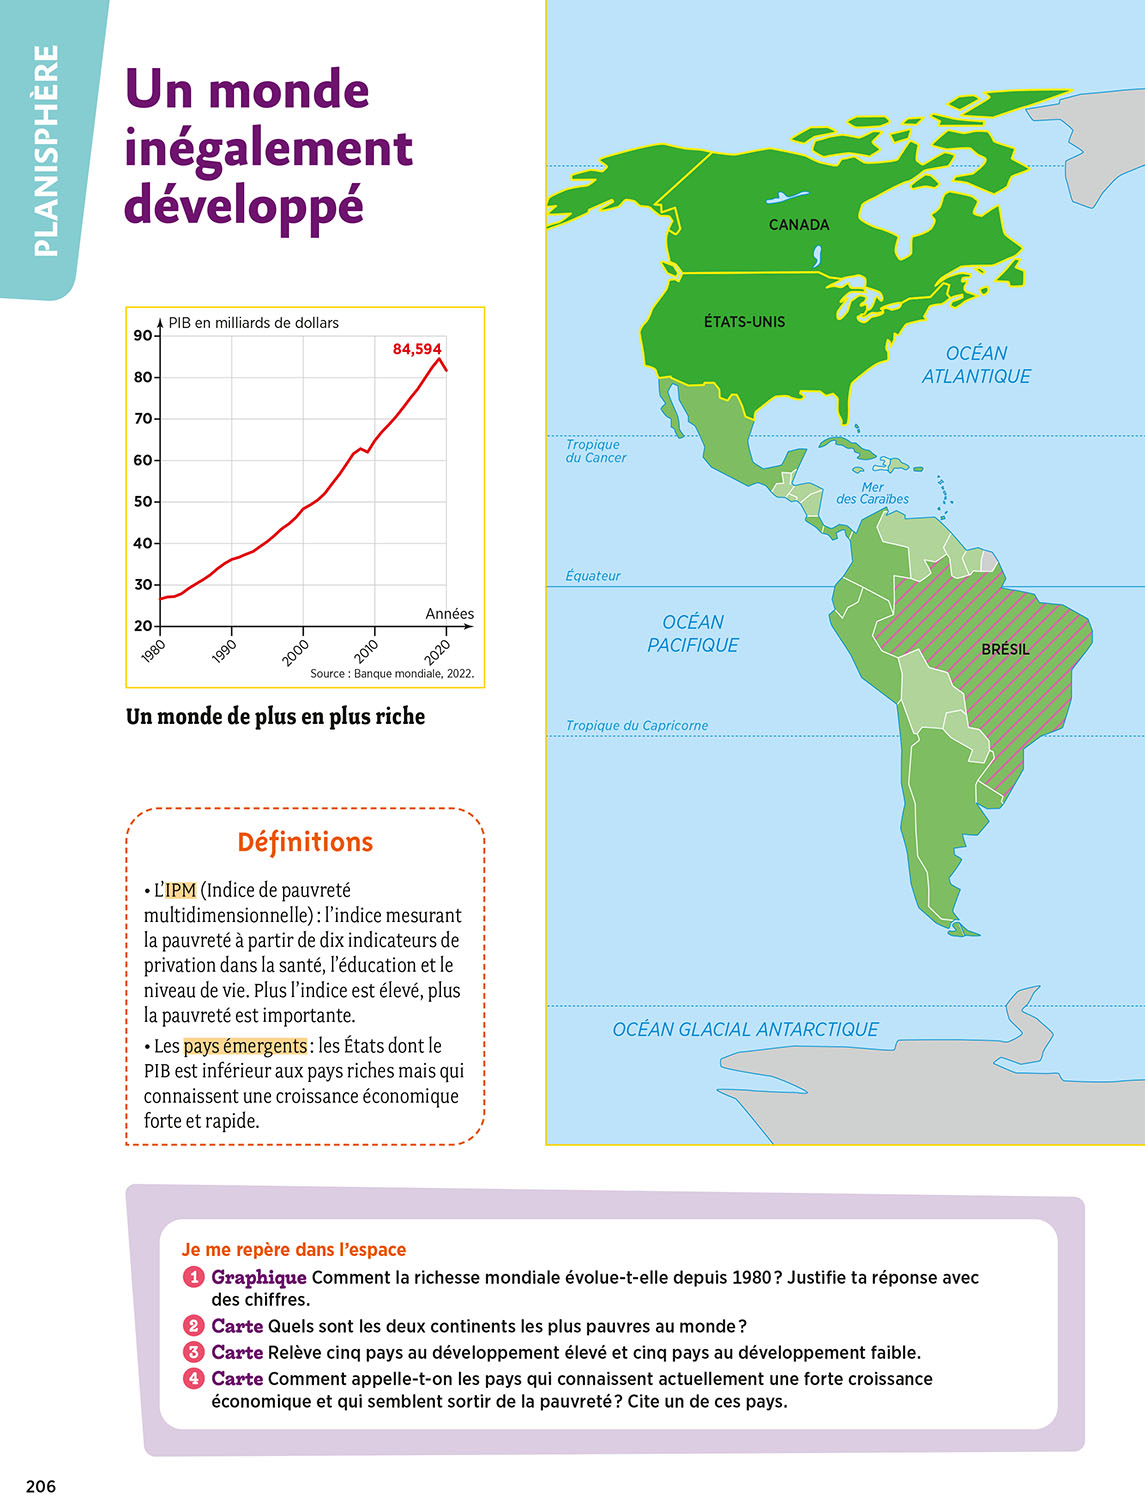 PLANISPHÈRE
Un monde
inégalement
développé
PIB en milliards de dollars
90
80
70
60
50
40
30
20
84,594
Années
1980
1990
2000
2010
2020
Source : Banque mondiale, 2022.
Un monde de plus en plus riche
Définitions
• L’IPM (Indice de pauvreté
multidimensionnelle) : l’indice mesurant
la pauvreté à partir de dix indicateurs de
privation dans la santé, l’éducation et le
niveau de vie. Plus l’indice est élevé, plus
la pauvreté est importante.
• Les pays émergents : les États dont le
PIB est inférieur aux pays riches mais qui
connaissent une croissance économique
forte et rapide.
CANADA
ÉTATS-UNIS
OCÉAN
ATLANTIQUE
Tropique
du Cancer
Mer
des Caraïbes
Équateur
OCÉAN
PACIFIQUE
BRÉSIL
Tropique du Capricorne
OCÉAN GLACIAL ANTARCTIQUE
Je me repère dans l’espace
1 Graphique Comment la richesse mondiale évolue-t-elle depuis 1980 ? Justifie ta réponse avec
des chiffres.
2 Carte Quels sont les deux continents les plus pauvres au monde ?
3 Carte Relève cinq pays au développement élevé et cinq pays au développement faible.
4 Carte Comment appelle-t-on les pays qui connaissent actuellement une forte croissance
économique et qui semblent sortir de la pauvreté ? Cite un de ces pays.
206